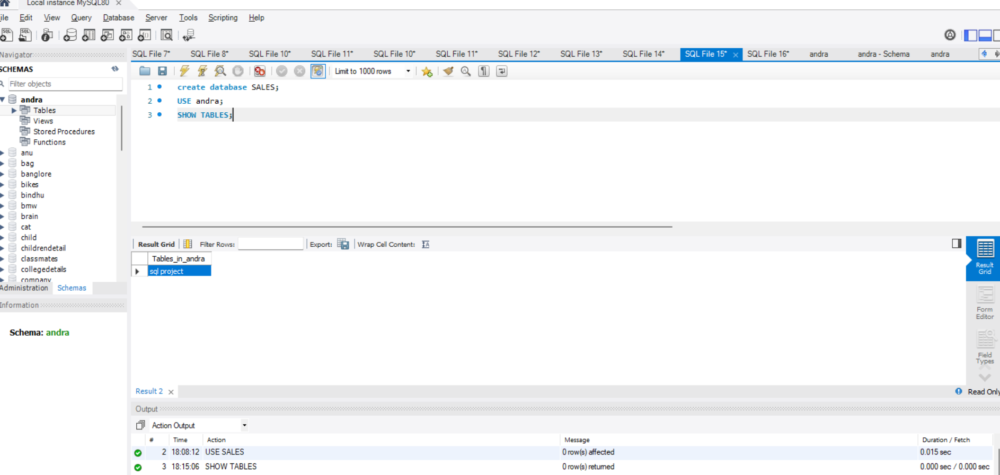 Local instance MySQL80 ×
ile Edit View Query Database Server Tools Scripting Help
Navigator
SQL File 7* SQL File 8* SQL File 10* SQL File 11* SQL File 10* SQL File 11* SQL File 12* SQL File 13* SQL File 14* SQL File 15* × SQL File 16* andra andra - Schema andra
SCHEMAS
Limit to 1000 rows
Filter objects
andra
Tables
Views
Stored Procedures
Functions
anu
bag
banglore
bikes
bindhu
bmw
brain
cat
child
childrendetail
classmates
collegedetails
company
Administration Schemas
Information
Schema: andra
1 create database SALES;
2 USE andra;
3 SHOW TABLES;
Result Grid Filter Rows: Export: Wrap Cell Content:
Tables_in_andra
sql project
Result
Grid
Form
Editor
Field
Types
Result 2 ×
Read Only
Output
Action Output
# Time Action Message Duration / Fetch
2 18:08:12 USE SALES 0 row(s) affected 0.015 sec
3 18:15:06 SHOW TABLES 0 row(s) returned 0.000 sec / 0.000 sec